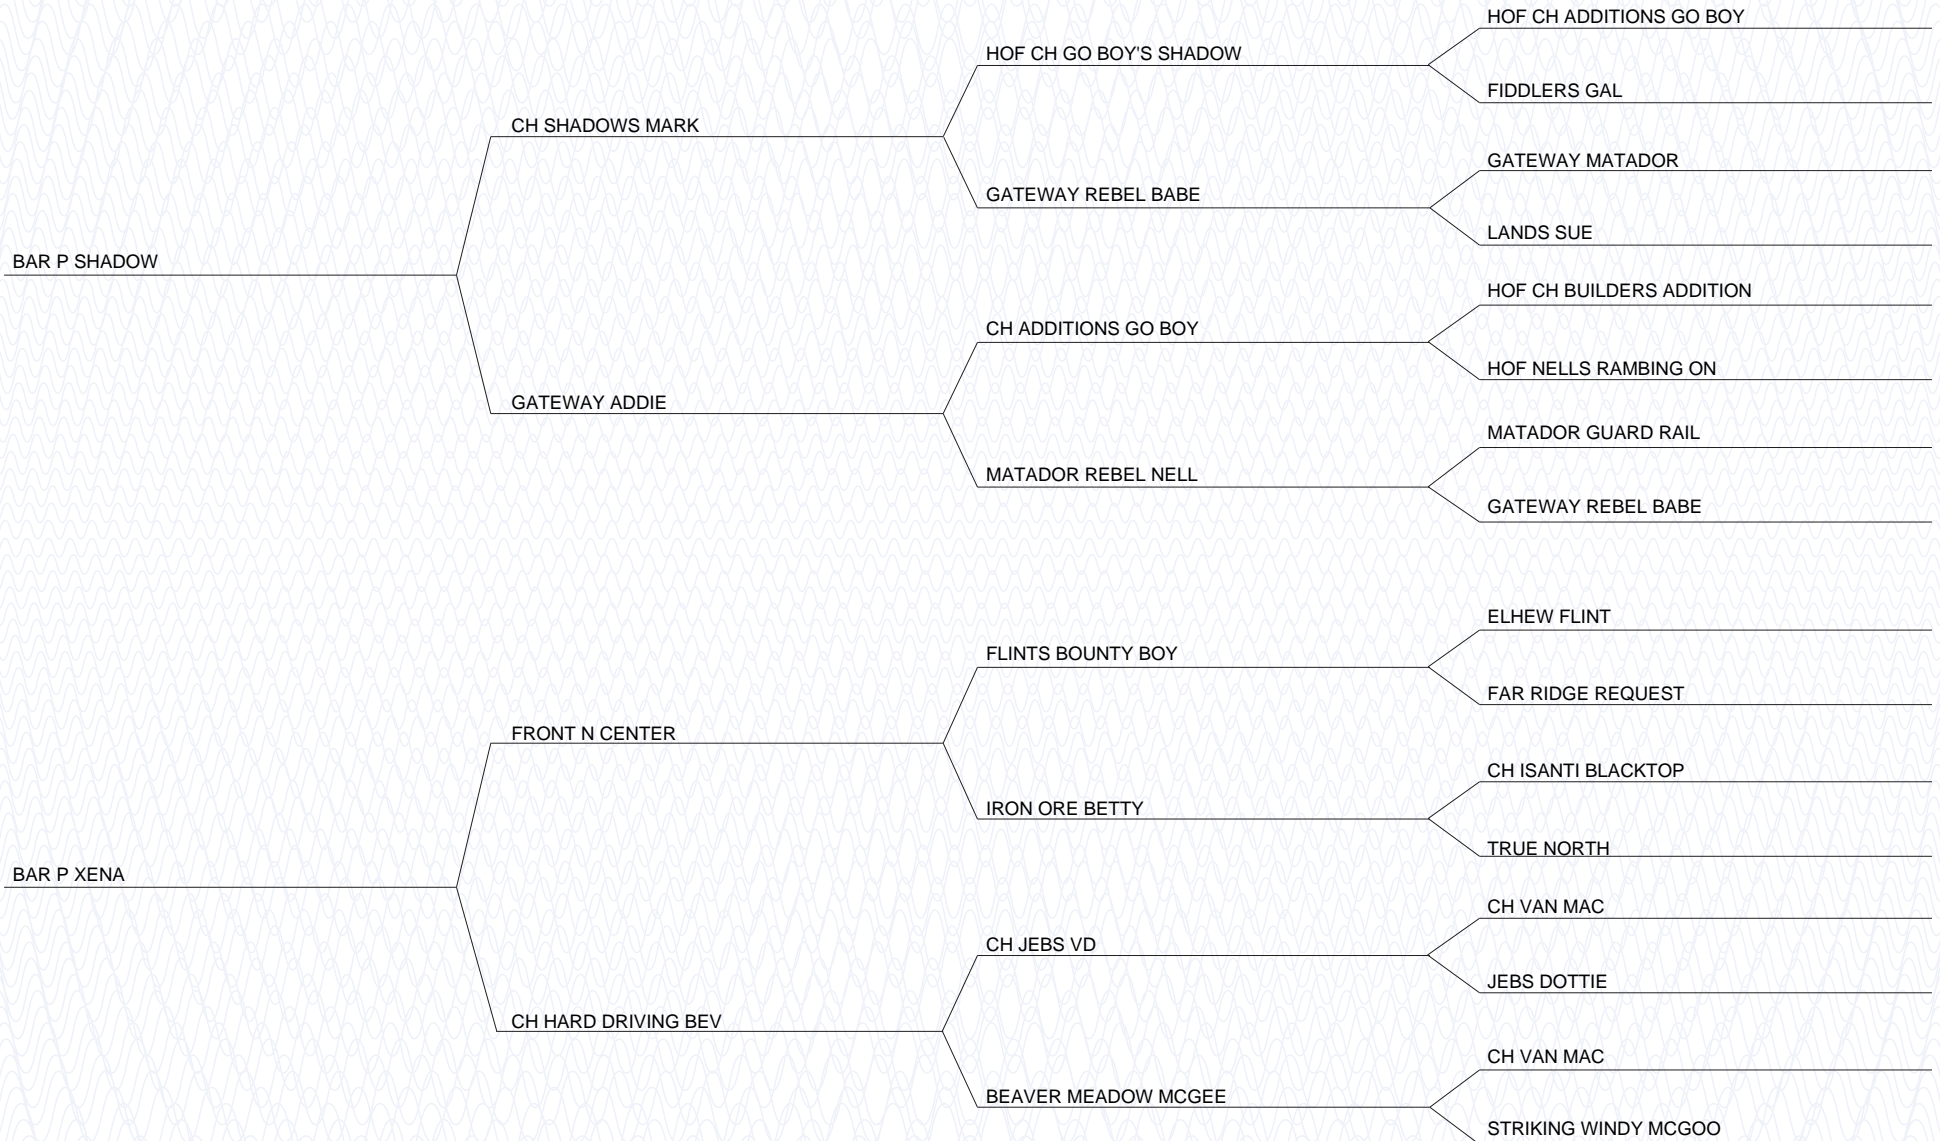 HOF CH ADDITIONS GO BOY
HOF CH GO BOY'S SHADOW
FIDDLERS GAL
CH SHADOWS MARK
GATEWAY MATADOR
GATEWAY REBEL BABE
LANDS SUE
BAR P SHADOW
HOF CH BUILDERS ADDITION
CH ADDITIONS GO BOY
HOF NELLS RAMBING ON
GATEWAY ADDIE
MATADOR GUARD RAIL
MATADOR REBEL NELL
GATEWAY REBEL BABE
ELHEW FLINT
FLINTS BOUNTY BOY
FAR RIDGE REQUEST
FRONT N CENTER
CH ISANTI BLACKTOP
IRON ORE BETTY
TRUE NORTH
BAR P XENA
CH VAN MAC
CH JEBS VD
JEBS DOTTIE
CH HARD DRIVING BEV
CH VAN MAC
BEAVER MEADOW MCGEE
STRIKING WINDY MCGOO